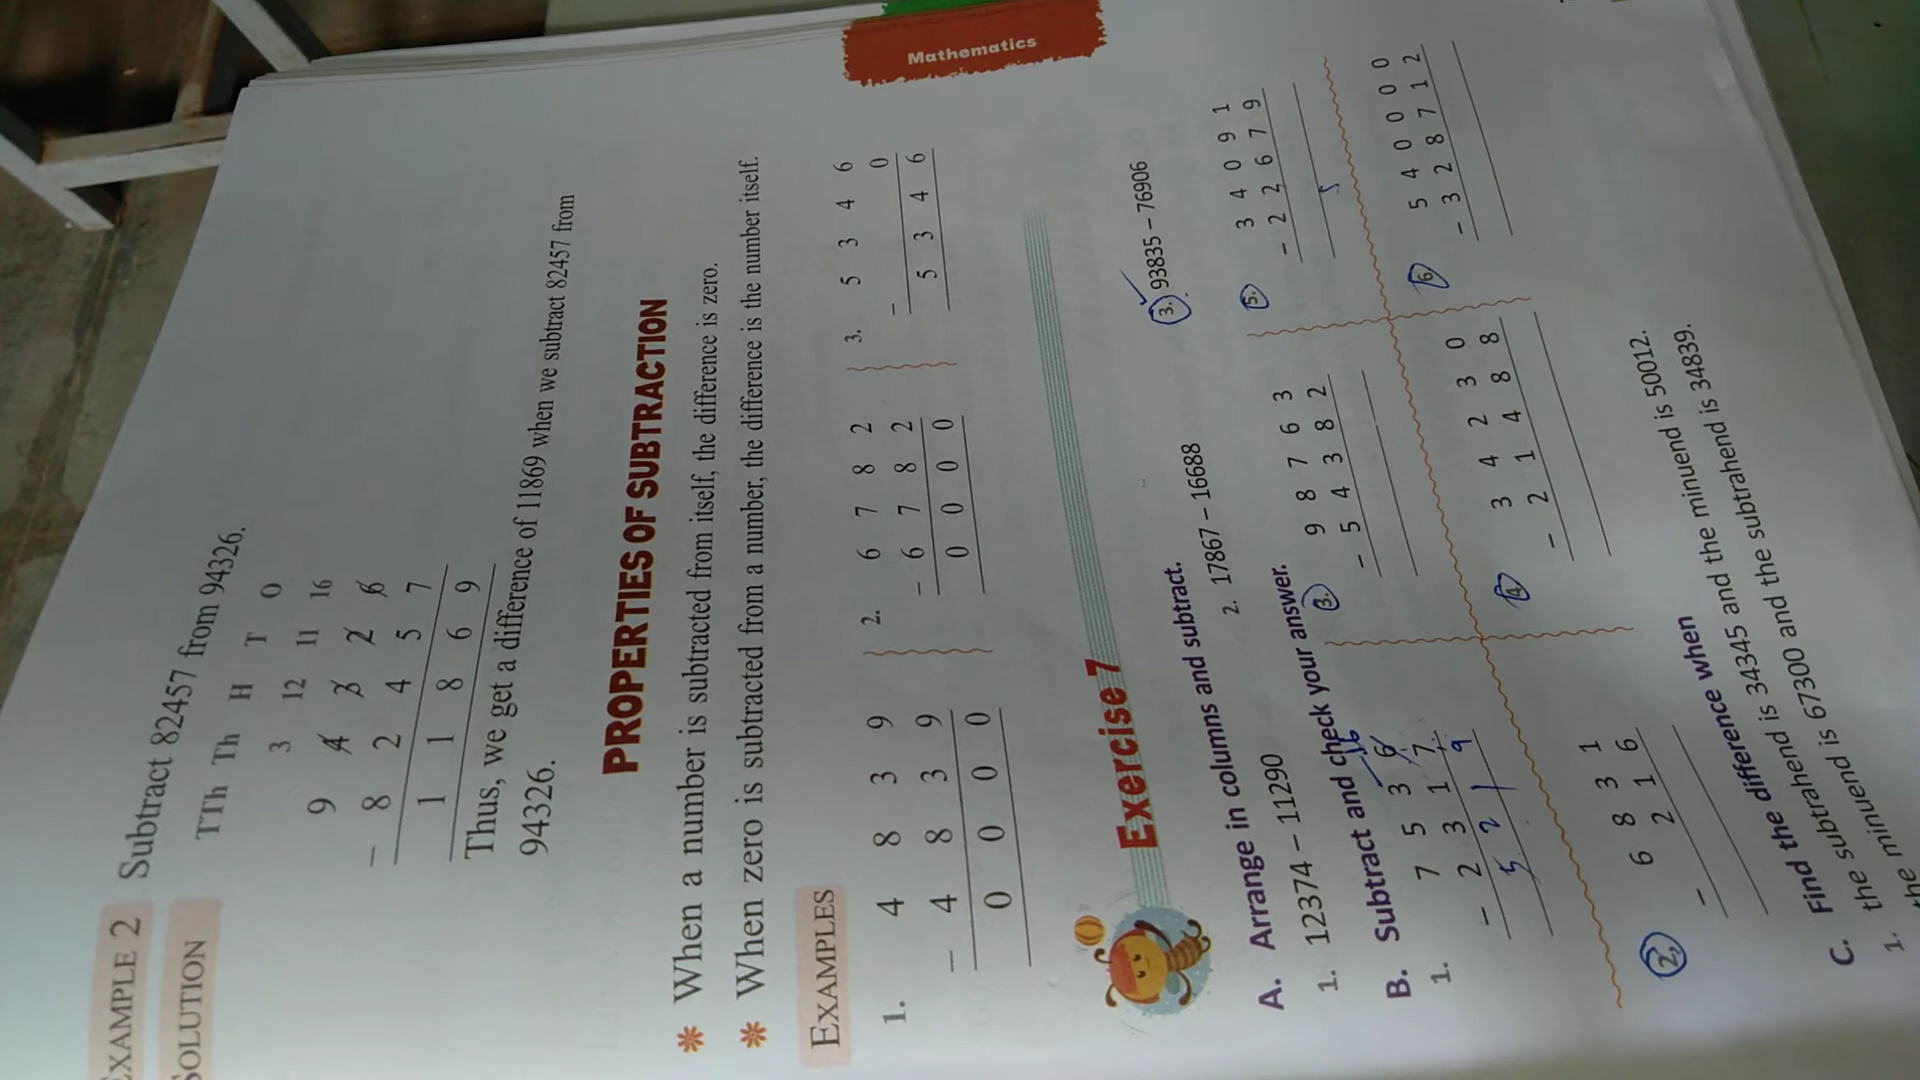 Mathematics
EXAMPLE 2 Subtract 82457 from 94326.
SOLUTION
TTh Th H T O
3 12 11 16
9 4 3 2 6
− 8 2 4 5 7
1 1 8 6 9
Thus, we get a difference of 11869 when we subtract 82457 from
94326.
PROPERTIES OF SUBTRACTION
When a number is subtracted from itself, the difference is zero.
When zero is subtracted from a number, the difference is the number itself.
EXAMPLES
1. 4 8 3 9 2. 6 7 8 2 3. 5 3 4 6
− 4 8 3 9 − 6 7 8 2 − 0
0 0 0 0 0 0 0 0 5 3 4 6
Exercise 7
A. Arrange in columns and subtract.
1. 12374 − 11290 2. 17867 − 16688 3. 93835 − 76906
B. Subtract and check your answer.
16
1. 7 5 3 6 3. 9 8 7 6 3 5. 3 4 0 9 1
− 2 3 1 7 − 5 4 3 8 2 − 2 2 6 7 9
5 2 1 9 5
2. 6 8 3 1 4. 3 4 2 3 0 6. 5 4 0 0 0 0
− 2 1 6 − 2 1 4 8 8 − 3 2 8 7 1 2
C. Find the difference when
the subtrahend is 34345 and the minuend is 50012.
1. the minuend is 67300 and the subtrahend is 34839.